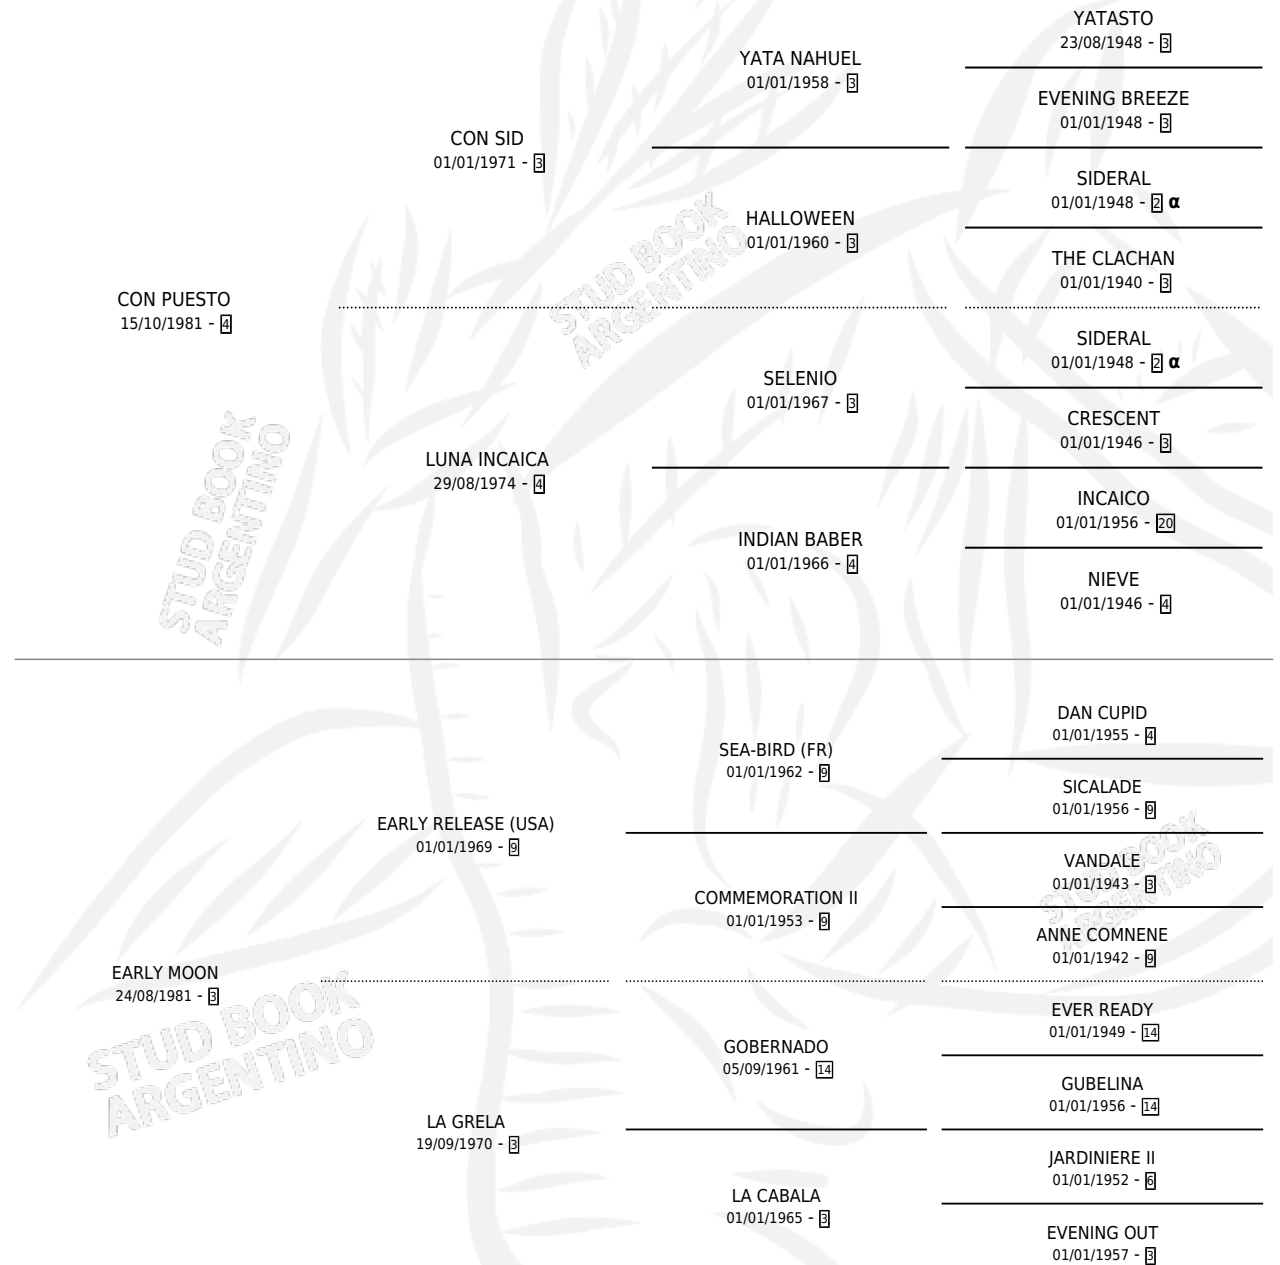 YATASTO
23/08/1948 - 3
YATA NAHUEL
01/01/1958 - 3
EVENING BREEZE
01/01/1948 - 3
CON SID
01/01/1971 - 3
SIDERAL
01/01/1948 - 2 α
HALLOWEEN
01/01/1960 - 3
THE CLACHAN
01/01/1940 - 3
CON PUESTO
15/10/1981 - 4
SIDERAL
01/01/1948 - 2 α
SELENIO
01/01/1967 - 3
CRESCENT
01/01/1946 - 3
LUNA INCAICA
29/08/1974 - 4
INCAICO
01/01/1956 - 20
INDIAN BABER
01/01/1966 - 4
NIEVE
01/01/1946 - 4
DAN CUPID
01/01/1955 - 4
SEA-BIRD (FR)
01/01/1962 - 9
SICALADE
01/01/1956 - 9
EARLY RELEASE (USA)
01/01/1969 - 9
VANDALE
01/01/1943 - 3
COMMEMORATION II
01/01/1953 - 9
ANNE COMNENE
01/01/1942 - 9
EARLY MOON
24/08/1981 - 3
EVER READY
01/01/1949 - 14
GOBERNADO
05/09/1961 - 14
GUBELINA
01/01/1956 - 14
LA GRELA
19/09/1970 - 3
JARDINIERE II
01/01/1952 - 6
LA CABALA
01/01/1965 - 3
EVENING OUT
01/01/1957 - 3
STUD BOOK
ARGENTINO
STUD BOOK
ARGENTINO
STUD BOOK
ARGENTINO
STUD BOOK
ARGENTINO